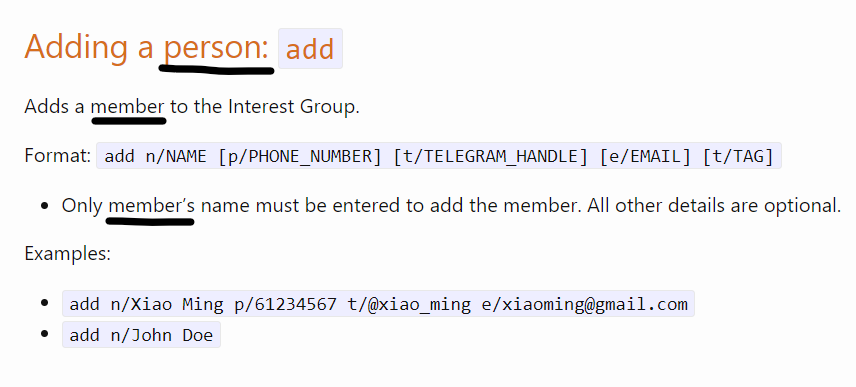 Adding a person: add
Adds a member to the Interest Group.
Format: add n/NAME [p/PHONE_NUMBER] [t/TELEGRAM_HANDLE] [e/EMAIL] [t/TAG]
• Only member’s name must be entered to add the member. All other details are optional.
Examples:
• add n/Xiao Ming p/61234567 t/@xiao_ming e/xiaoming@gmail.com
• add n/John Doe